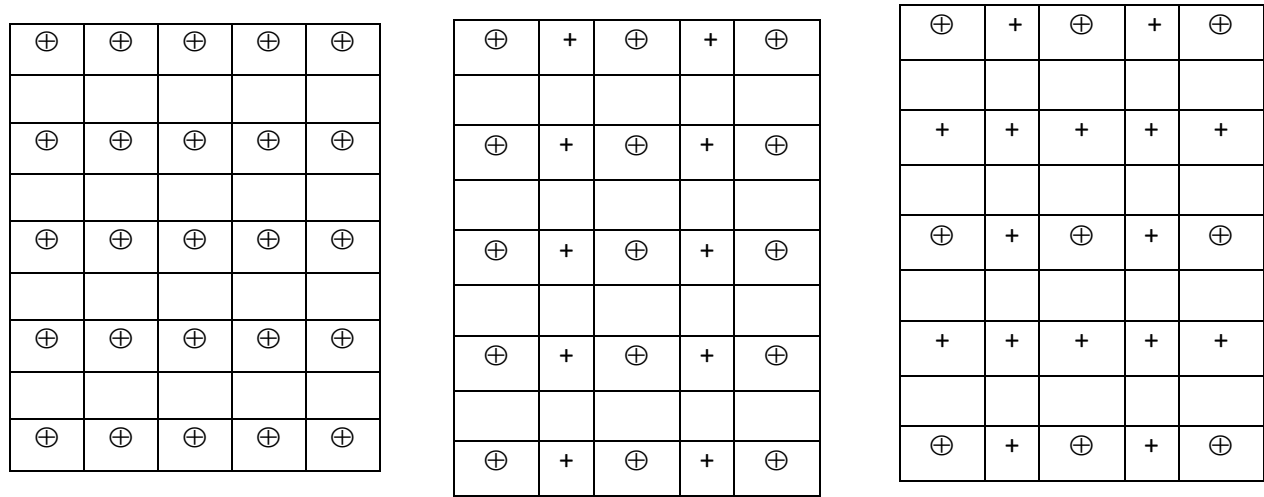 ⊕ ⊕ ⊕ ⊕ ⊕
⊕ ⊕ ⊕ ⊕ ⊕
⊕ ⊕ ⊕ ⊕ ⊕
⊕ ⊕ ⊕ ⊕ ⊕
⊕ ⊕ ⊕ ⊕ ⊕
⊕ + ⊕ + ⊕
⊕ + ⊕ + ⊕
⊕ + ⊕ + ⊕
⊕ + ⊕ + ⊕
⊕ + ⊕ + ⊕
⊕ + ⊕ + ⊕
+ + + + +
⊕ + ⊕ + ⊕
+ + + + +
⊕ + ⊕ + ⊕